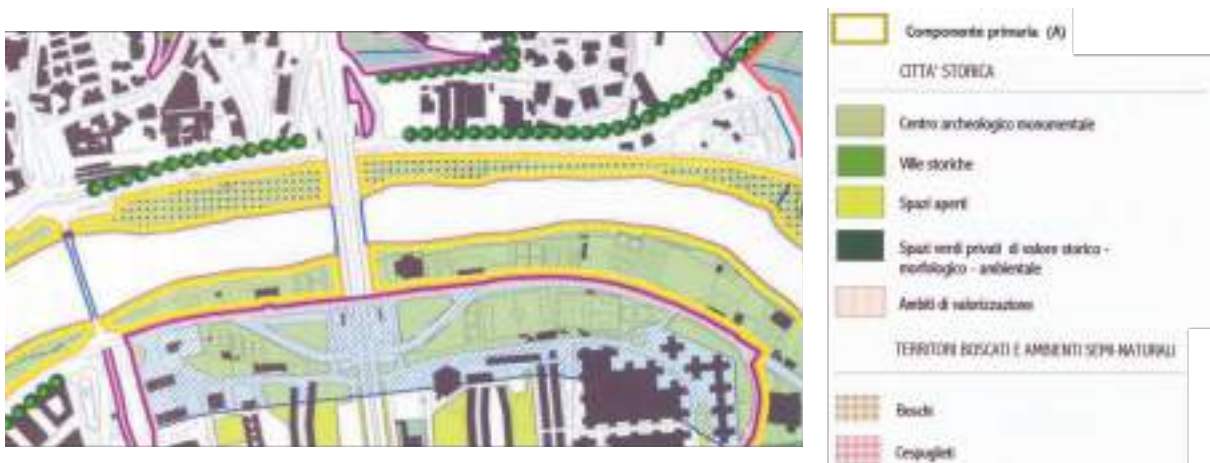 Componente primaria (A)
CITTA' STORICA
Centro archeologico monumentale
Ville storiche
Spazi aperti
Spazi verdi privati di valore storico -
morfologico - ambientale
Ambiti di valorizzazione
TERRITORI BOSCATI E AMBIENTI SEMI-NATURALI
Boschi
Cespuglieti